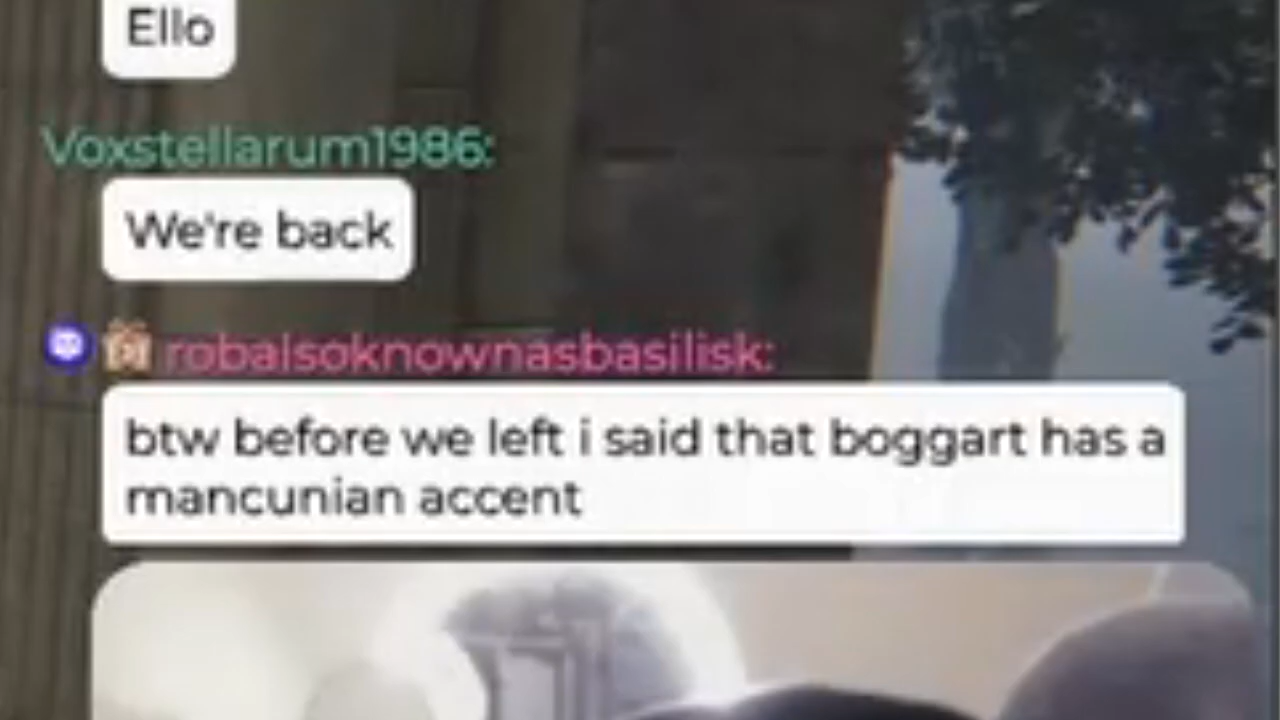 Ello
Voxstellarum1986:
We're back
robalsoknownasbasilisk:
btw before we left i said that boggart has a
mancunian accent